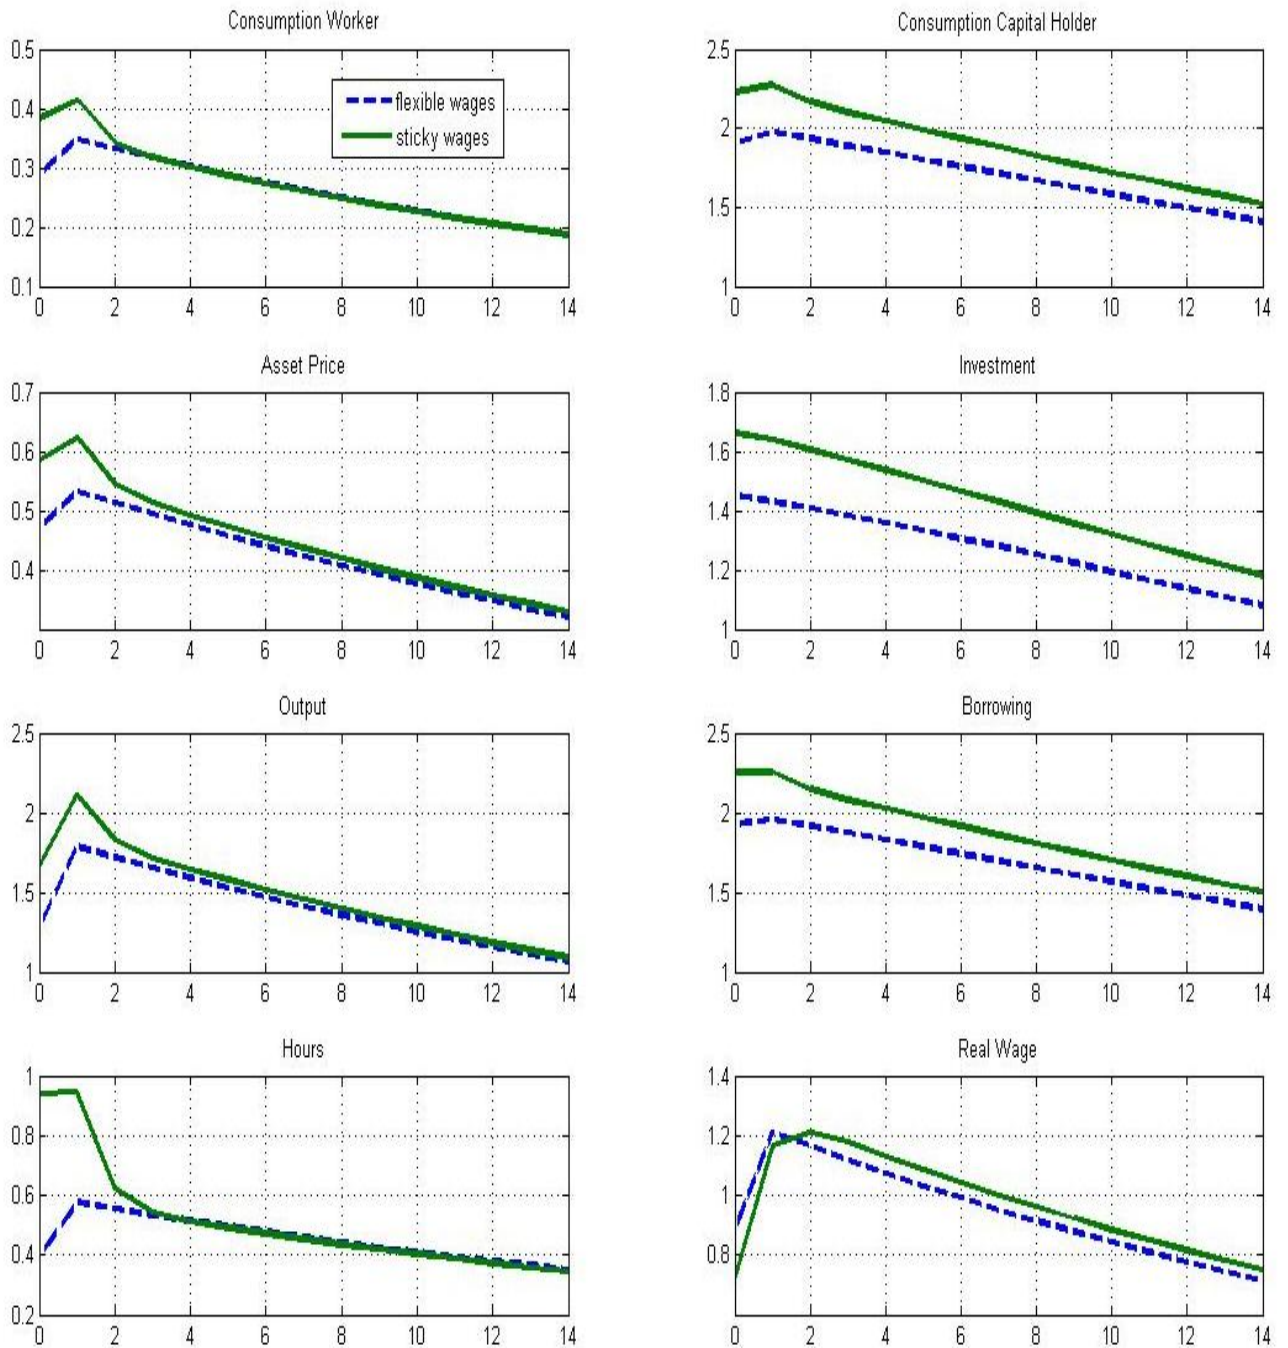 Consumption Worker
0.5
0.4
0.3
0.2
0.1
0 2 4 6 8 10 12 14
flexible wages
sticky wages
Consumption Capital Holder
2.5
2
1.5
1
0 2 4 6 8 10 12 14
Asset Price
0.7
0.6
0.5
0.4
0 2 4 6 8 10 12 14
Investment
1.8
1.6
1.4
1.2
1
0 2 4 6 8 10 12 14
Output
2.5
2
1.5
1
0 2 4 6 8 10 12 14
Borrowing
2.5
2
1.5
1
0 2 4 6 8 10 12 14
Hours
1
0.8
0.6
0.4
0.2
0 2 4 6 8 10 12 14
Real Wage
1.4
1.2
1
0.8
0 2 4 6 8 10 12 14